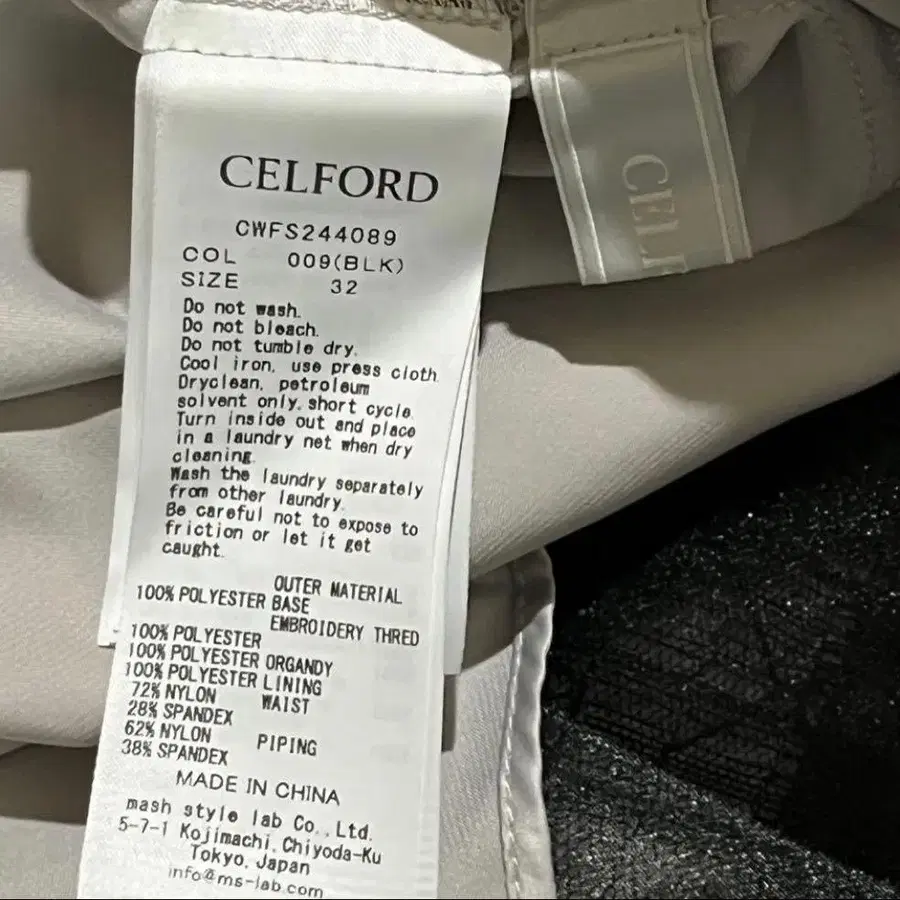 CELFORD
CWFS244089
COL 009(BLK)
SIZE 32
Do not wash.
Do not bleach.
Do not tumble dry.
Cool iron, use press cloth
Dryclean, petroleum
solvent only, short cycle.
Turn inside out and place
in a laundry net when dry
cleaning.
Wash the laundry separately
from other laundry.
Be careful not to expose to
friction or let it get
caught.
OUTER MATERIAL
100% POLYESTER BASE
EMBROIDERY THRED
100% POLYESTER
100% POLYESTER ORGANDY
100% POLYESTER LINING
72% NYLON WAIST
28% SPANDEX
62% NYLON PIPING
38% SPANDEX
MADE IN CHINA
mash style lab Co., Ltd.
5-7-1 Kojimachi, Chiyoda-Ku
Tokyo, Japan
info@ms-lab.com
CELF